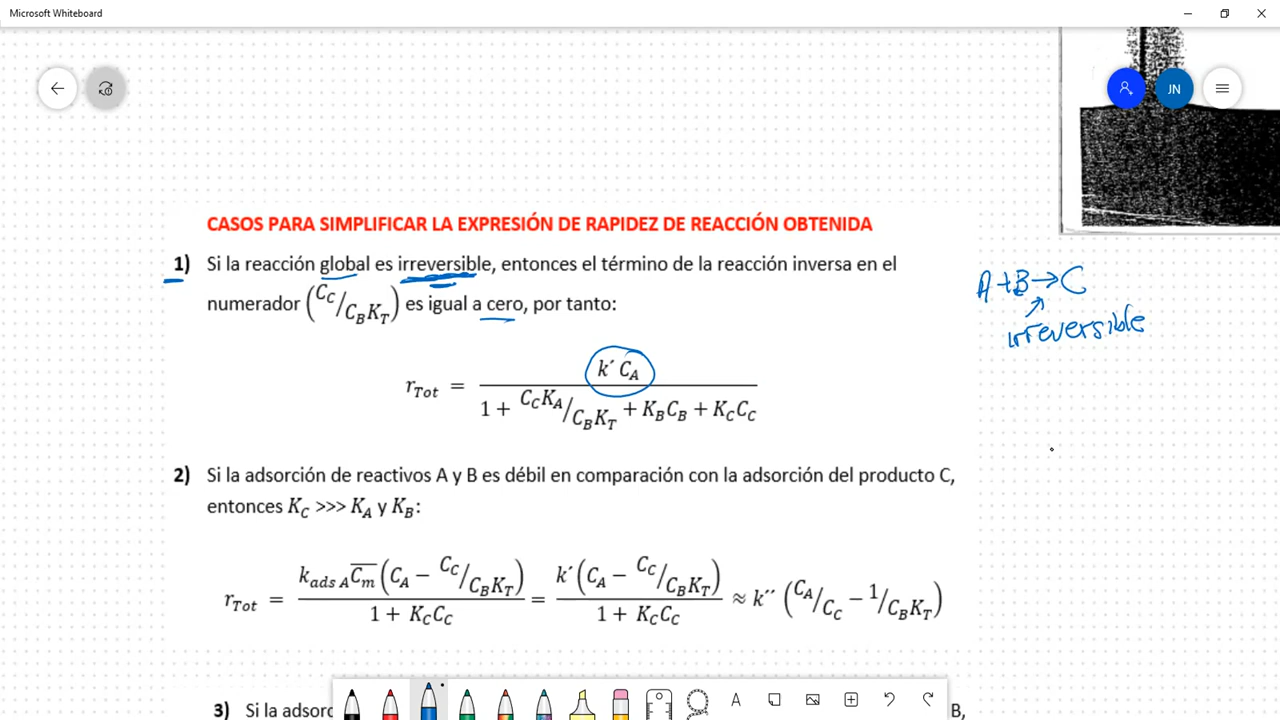 Microsoft Whiteboard
JN
CASOS PARA SIMPLIFICAR LA EXPRESIÓN DE RAPIDEZ DE REACCIÓN OBTENIDA
1) Si la reacción global es irreversible, entonces el término de la reacción inversa en el
numerador (C_C/C_B K_T) es igual a cero, por tanto:
A + B → C
irreversible
r_Tot = k´ C_A / 1 + C_C K_A/C_B K_T + K_B C_B + K_C C_C
2) Si la adsorción de reactivos A y B es débil en comparación con la adsorción del producto C,
entonces K_C >>> K_A y K_B:
r_Tot = k_ads A C̅_m (C_A − C_C/C_B K_T) / 1 + K_C C_C = k´(C_A − C_C/C_B K_T) / 1 + K_C C_C ≈ k´´ (C_A/C_C − 1/C_B K_T)
3) Si la adsor
B,
A